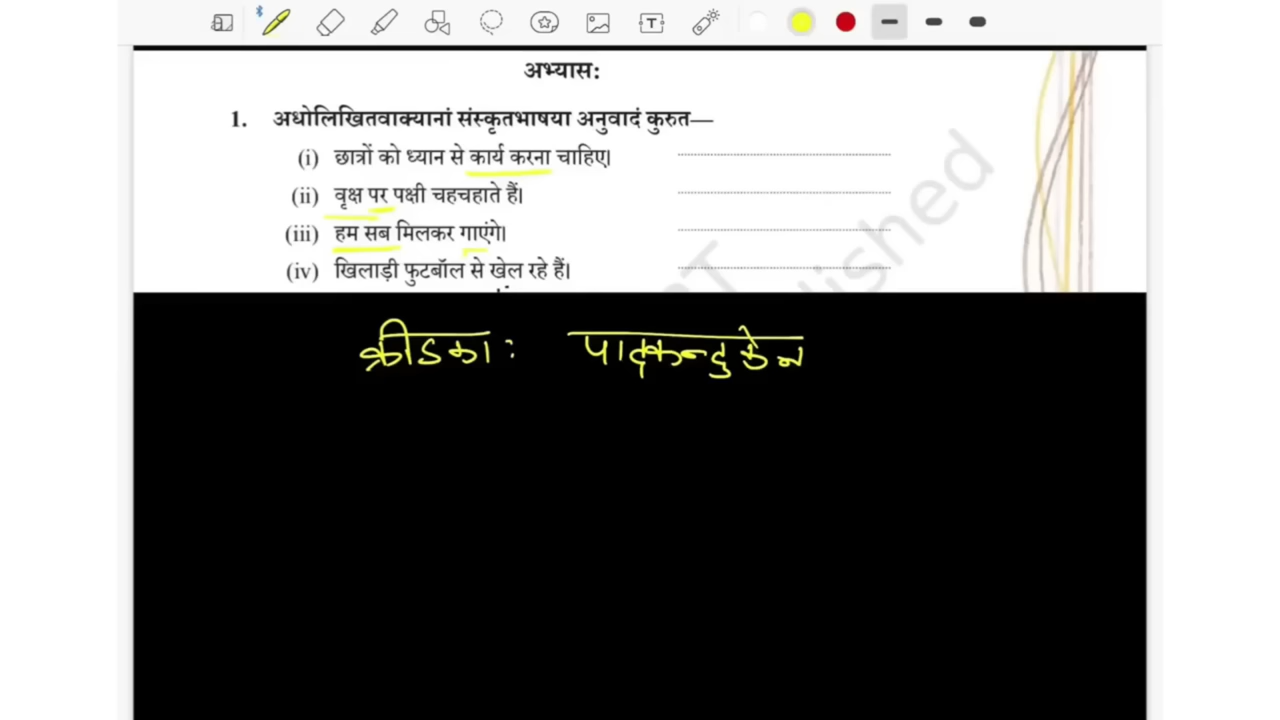 अभ्यासः
1. अधोलिखितवाक्यानां संस्कृतभाषया अनुवादं कुरुत—
(i) छात्रों को ध्यान से कार्य करना चाहिए।
(ii) वृक्ष पर पक्षी चहचहाते हैं।
(iii) हम सब मिलकर गाएंगे।
(iv) खिलाड़ी फुटबॉल से खेल रहे हैं।
क्रीडकाः पादकन्दुकेन